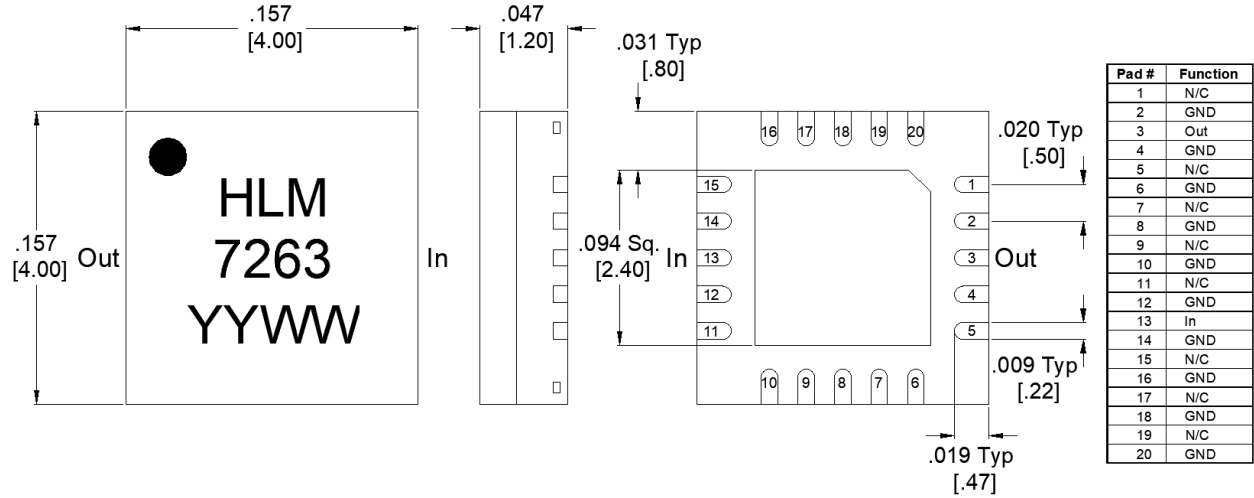 .157
[4.00]
.047
[1.20]
.031 Typ
[.80]
HLM
7263
YYWW
.157
[4.00]
Out
In
16 17 18 19 20
15
14
13
12
11
1
2
3
4
5
10 9 8 7 6
.094 Sq.
[2.40]
In
Out
.020 Typ
[.50]
.009 Typ
[.22]
.019 Typ
[.47]
Pad # Function
1 N/C
2 GND
3 Out
4 GND
5 N/C
6 GND
7 N/C
8 GND
9 N/C
10 GND
11 N/C
12 GND
13 In
14 GND
15 N/C
16 GND
17 N/C
18 GND
19 N/C
20 GND